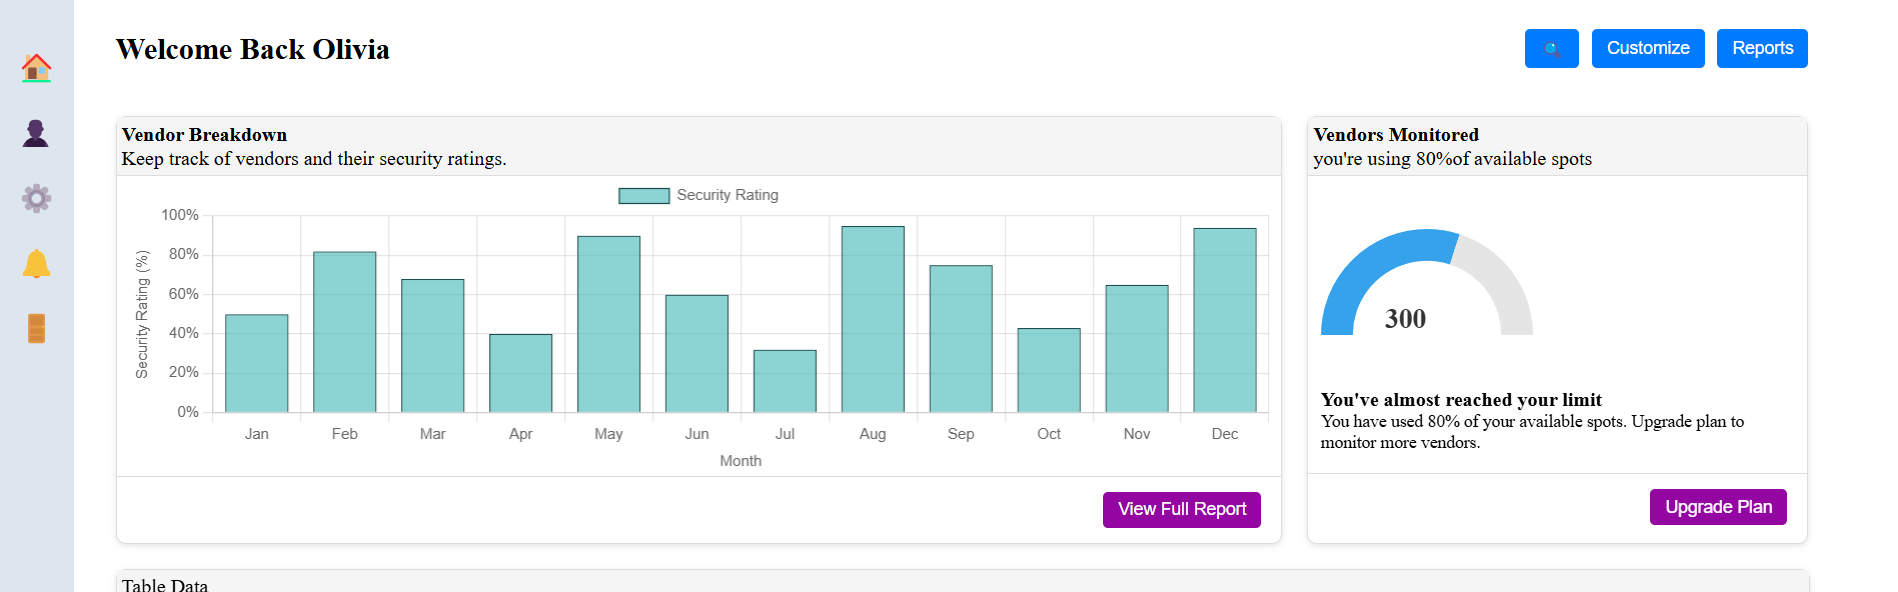 Welcome Back Olivia
Customize
Reports
Vendor Breakdown
Keep track of vendors and their security ratings.
Security Rating
Security Rating (%)
100%
80%
60%
40%
20%
0%
Jan Feb Mar Apr May Jun Jul Aug Sep Oct Nov Dec
Month
View Full Report
Vendors Monitored
you're using 80%of available spots
300
You've almost reached your limit
You have used 80% of your available spots. Upgrade plan to
monitor more vendors.
Upgrade Plan
Table Data